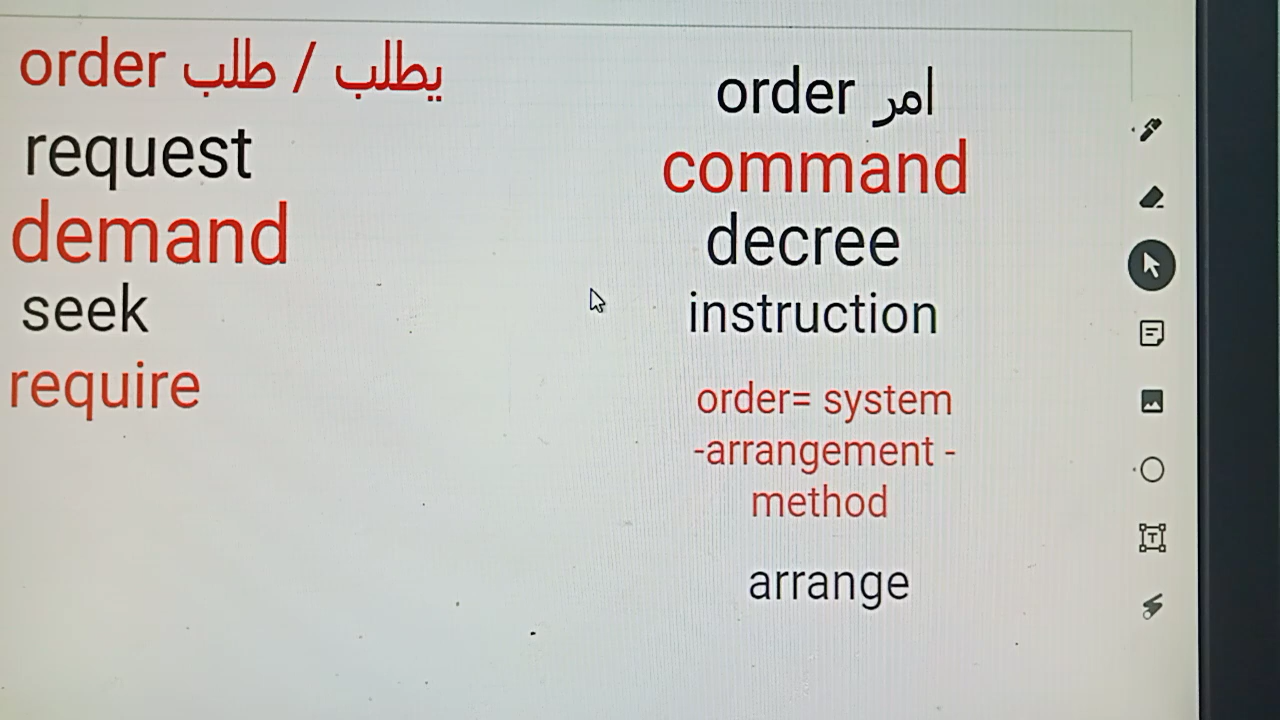 order يطلب / طلب
request
demand
seek
require
order امر
command
decree
instruction
order= system
-arrangement -
method
arrange